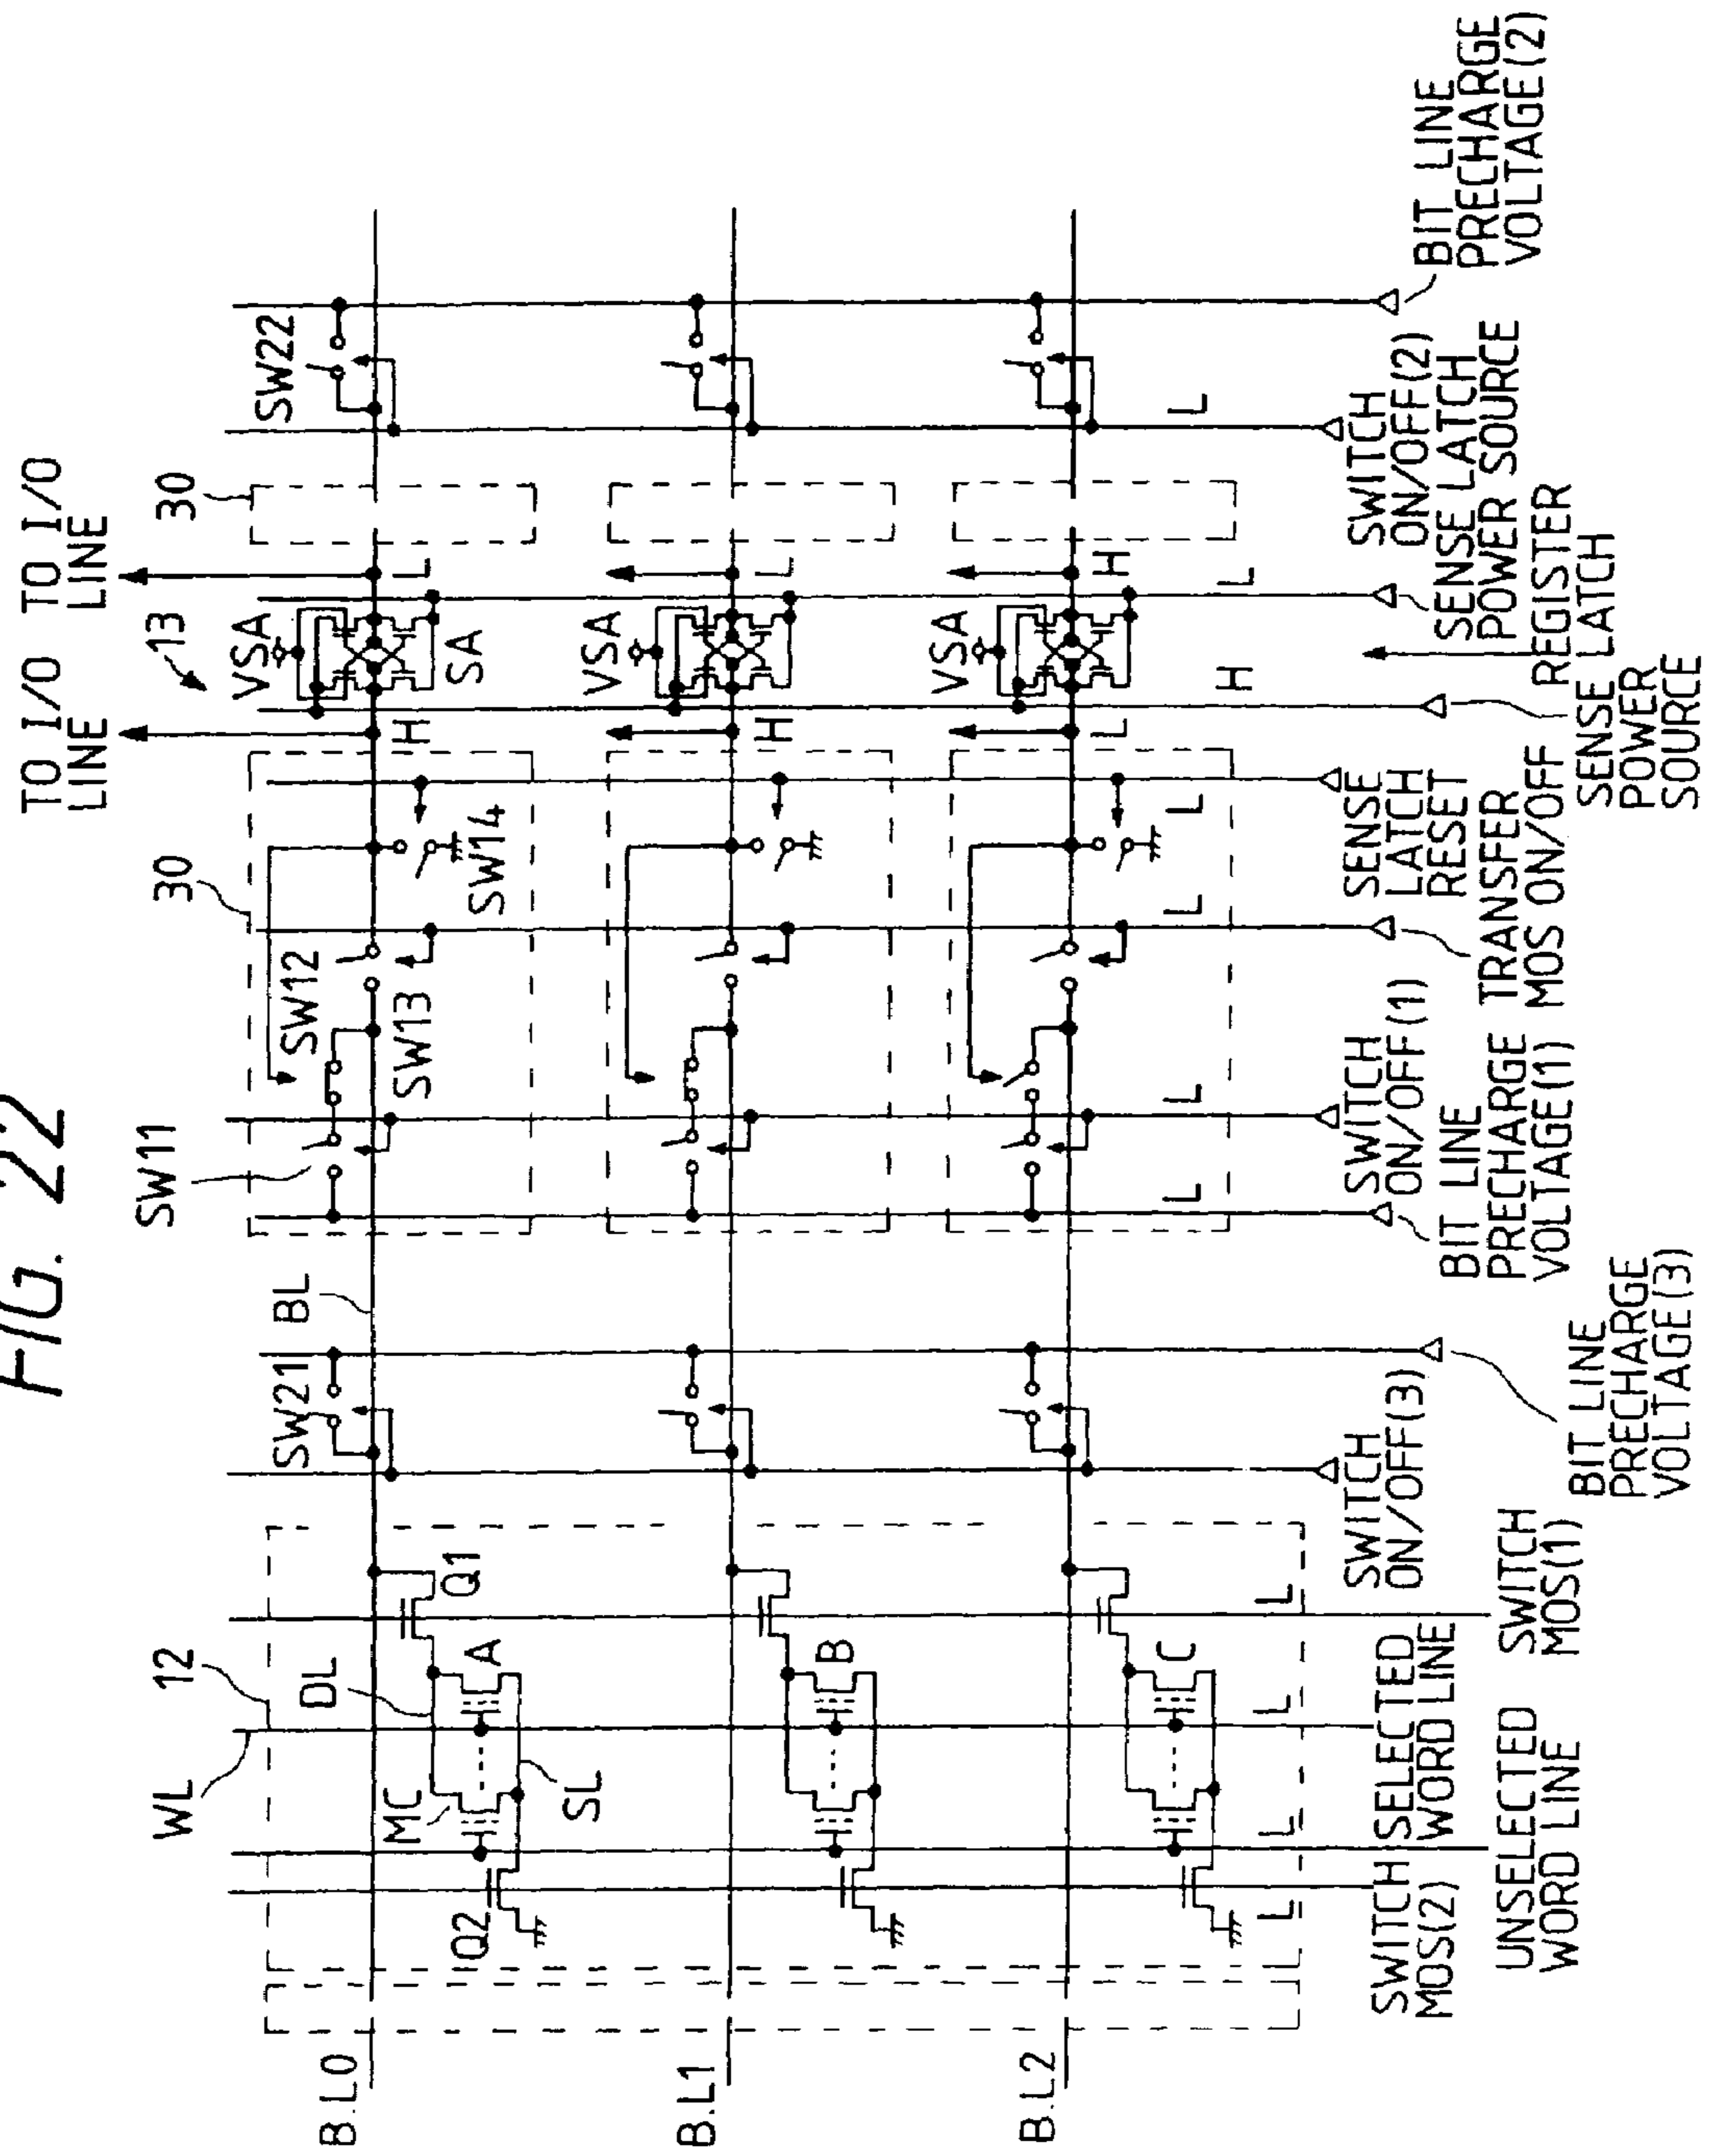 FIG. 22
TO I/O
LINE
TO I/O
LINE
WL
12
SW11
30
13
30
DL
SW21
BL
SW12
VSA
SW22
B.L0
MC
A
Q1
SW13
SW14
H
L
SA
Q2
SL
VSA
B.L1
B
H
L
VSA
B.L2
C
L
H
L
L
L
L
L
L
L
L
H
L
L
SWITCH
MOS(2)
UNSELECTED
WORD LINE
SELECTED
WORD LINE
SWITCH
MOS(1)
SWITCH
ON/OFF(3)
BIT LINE
PRECHARGE
VOLTAGE(3)
BIT LINE
PRECHARGE
VOLTAGE(1)
SWITCH
ON/OFF(1)
TRANSFER
MOS ON/OFF
SENSE
LATCH
RESET
SENSE
POWER
SOURCE
REGISTER
LATCH
SENSE LATCH
POWER SOURCE
SWITCH
ON/OFF(2)
BIT LINE
PRECHARGE
VOLTAGE(2)